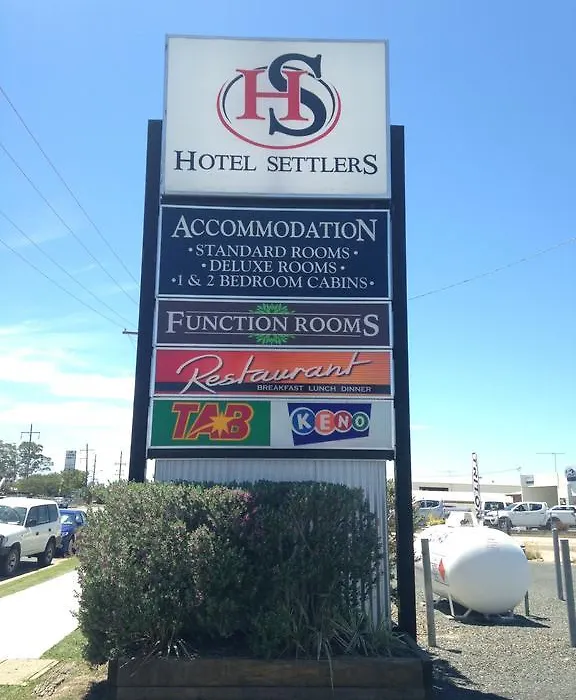 HS
HOTEL SETTLERS
ACCOMMODATION
• STANDARD ROOMS •
• DELUXE ROOMS •
• 1 & 2 BEDROOM CABINS •
FUNCTION ROOMS
Restaurant
BREAKFAST LUNCH DINNER
TAB
KENO